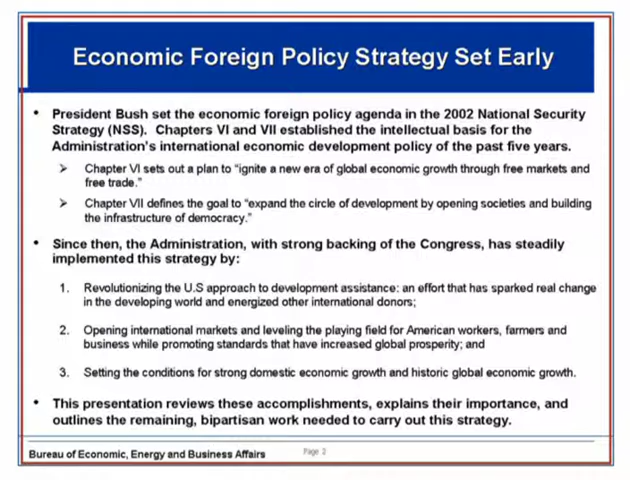 Economic Foreign Policy Strategy Set Early
• President Bush set the economic foreign policy agenda in the 2002 National Security
Strategy (NSS). Chapters VI and VII established the intellectual basis for the
Administration's international economic development policy of the past five years.
➢ Chapter VI sets out a plan to "ignite a new era of global economic growth through free markets and
free trade."
➢ Chapter VII defines the goal to "expand the circle of development by opening societies and building
the infrastructure of democracy."
• Since then, the Administration, with strong backing of the Congress, has steadily
implemented this strategy by:
1. Revolutionizing the U.S approach to development assistance: an effort that has sparked real change
in the developing world and energized other international donors;
2. Opening international markets and leveling the playing field for American workers, farmers and
business while promoting standards that have increased global prosperity; and
3. Setting the conditions for strong domestic economic growth and historic global economic growth.
• This presentation reviews these accomplishments, explains their importance, and
outlines the remaining, bipartisan work needed to carry out this strategy.
Bureau of Economic, Energy and Business Affairs
Page 2